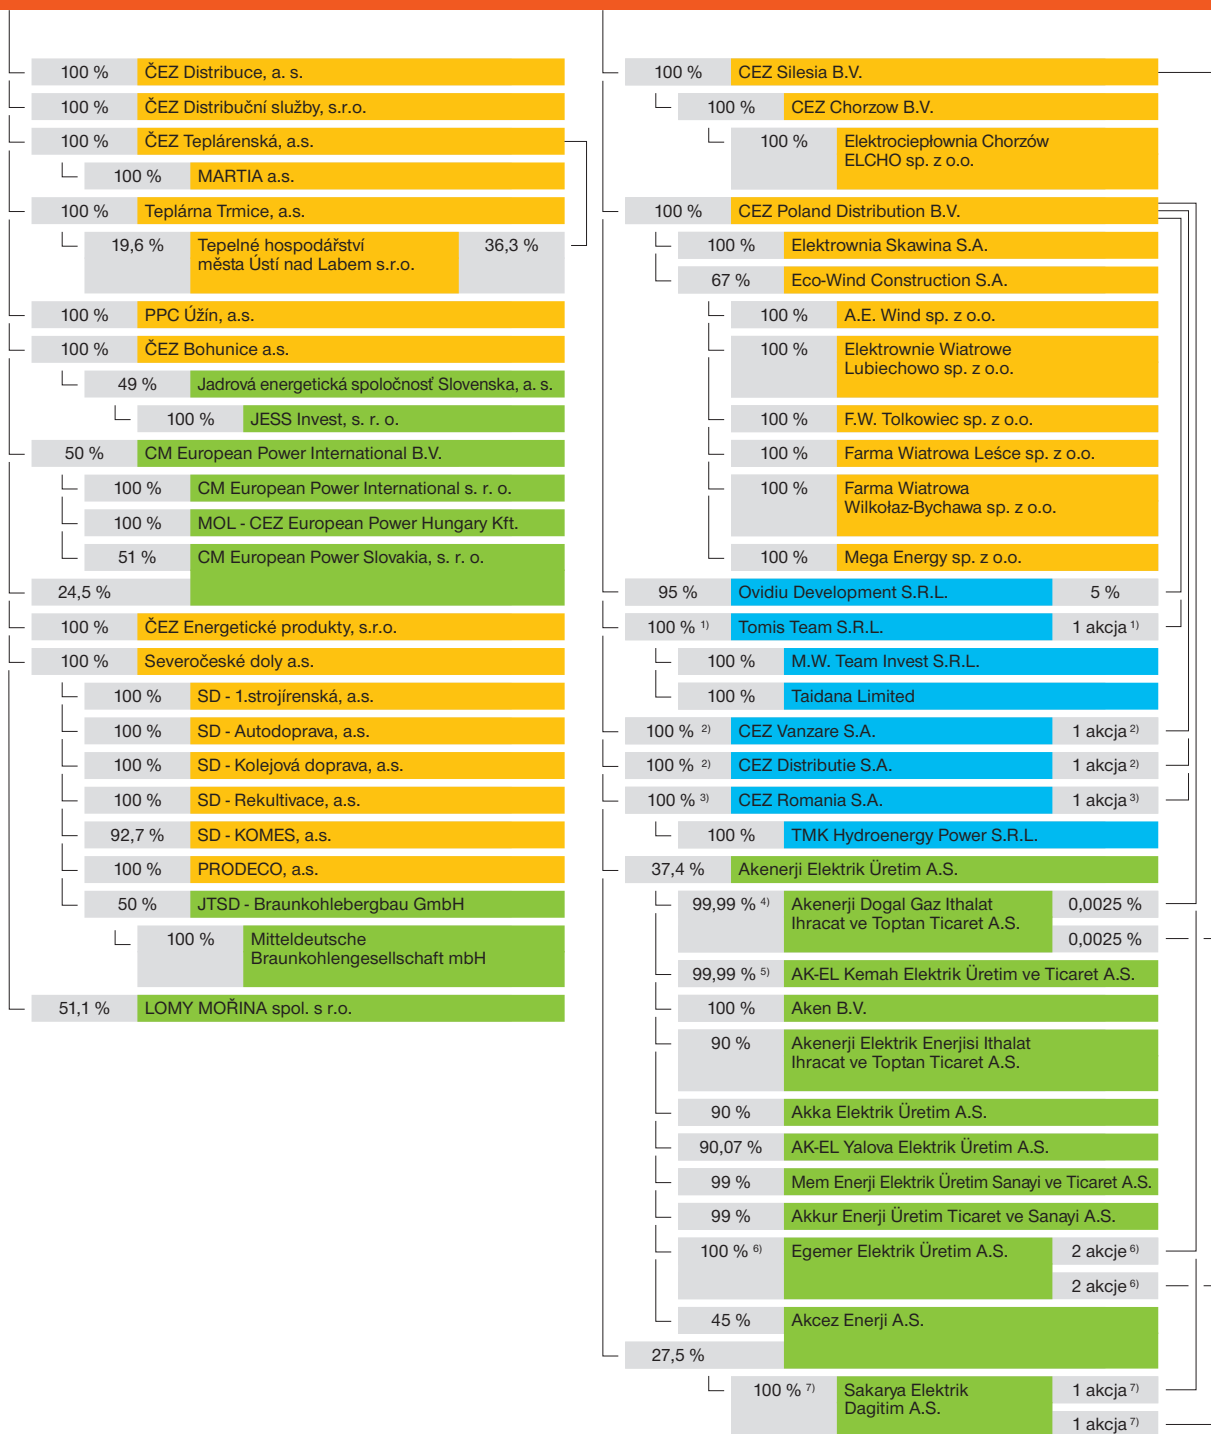 100 % ČEZ Distribuce, a. s.
100 % ČEZ Distribuční služby, s.r.o.
100 % ČEZ Teplárenská, a.s.
100 % MARTIA a.s.
100 % Teplárna Trmice, a.s.
19,6 % Tepelné hospodářství 36,3 %
města Ústí nad Labem s.r.o.
100 % PPC Úžín, a.s.
100 % ČEZ Bohunice a.s.
49 % Jadrová energetická spoločnosť Slovenska, a. s.
100 % JESS Invest, s. r. o.
50 % CM European Power International B.V.
100 % CM European Power International s. r. o.
100 % MOL - CEZ European Power Hungary Kft.
51 % CM European Power Slovakia, s. r. o.
24,5 %
100 % ČEZ Energetické produkty, s.r.o.
100 % Severočeské doly a.s.
100 % SD - 1.strojírenská, a.s.
100 % SD - Autodoprava, a.s.
100 % SD - Kolejová doprava, a.s.
100 % SD - Rekultivace, a.s.
92,7 % SD - KOMES, a.s.
100 % PRODECO, a.s.
50 % JTSD - Braunkohlebergbau GmbH
100 % Mitteldeutsche
Braunkohlengesellschaft mbH
51,1 % LOMY MOŘINA spol. s r.o.
100 % CEZ Silesia B.V.
100 % CEZ Chorzow B.V.
100 % Elektrociepłownia Chorzów
ELCHO sp. z o.o.
100 % CEZ Poland Distribution B.V.
100 % Elektrownia Skawina S.A.
67 % Eco-Wind Construction S.A.
100 % A.E. Wind sp. z o.o.
100 % Elektrownie Wiatrowe
Lubiechowo sp. z o.o.
100 % F.W. Tolkowiec sp. z o.o.
100 % Farma Wiatrowa Leśce sp. z o.o.
100 % Farma Wiatrowa
Wilkołaz-Bychawa sp. z o.o.
100 % Mega Energy sp. z o.o.
95 % Ovidiu Development S.R.L. 5 %
100 % 1) Tomis Team S.R.L. 1 akcja 1)
100 % M.W. Team Invest S.R.L.
100 % Taidana Limited
100 % 2) CEZ Vanzare S.A. 1 akcja 2)
100 % 2) CEZ Distributie S.A. 1 akcja 2)
100 % 3) CEZ Romania S.A. 1 akcja 3)
100 % TMK Hydroenergy Power S.R.L.
37,4 % Akenerji Elektrik Üretim A.S.
99,99 % 4) Akenerji Dogal Gaz Ithalat 0,0025 %
Ihracat ve Toptan Ticaret A.S.
0,0025 %
99,99 % 5) AK-EL Kemah Elektrik Üretim ve Ticaret A.S.
100 % Aken B.V.
90 % Akenerji Elektrik Enerjisi Ithalat
Ihracat ve Toptan Ticaret A.S.
90 % Akka Elektrik Üretim A.S.
90,07 % AK-EL Yalova Elektrik Üretim A.S.
99 % Mem Enerji Elektrik Üretim Sanayi ve Ticaret A.S.
99 % Akkur Enerji Üretim Ticaret ve Sanayi A.S.
100 % 6) Egemer Elektrik Üretim A.S. 2 akcje 6)
2 akcje 6)
45 % Akcez Enerji A.S.
27,5 %
100 % 7) Sakarya Elektrik 1 akcja 7)
Dagitim A.S.
1 akcja 7)